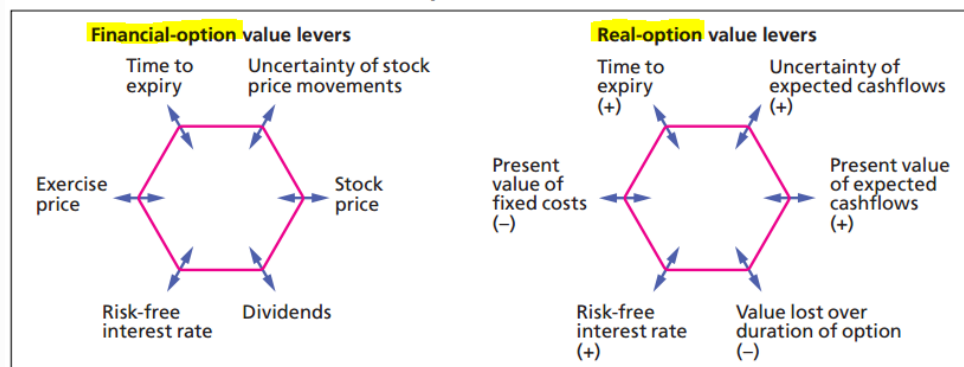 Financial-option value levers
Time to
expiry
Uncertainty of stock
price movements
Exercise
price
Stock
price
Risk-free
interest rate
Dividends
Real-option value levers
Time to
expiry
(+)
Uncertainty of
expected cashflows
(+)
Present
value of
fixed costs
(–)
Present value
of expected
cashflows
(+)
Risk-free
interest rate
(+)
Value lost over
duration of option
(–)